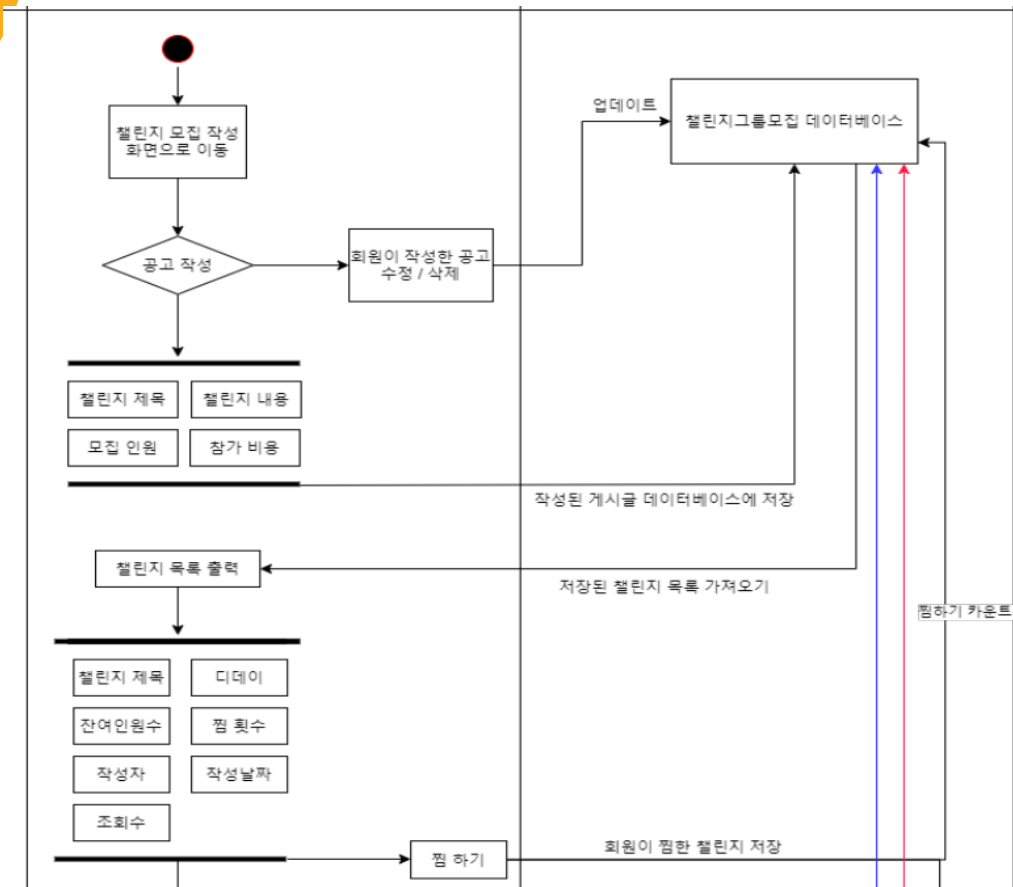 챌린지 모집 작성
화면으로 이동
공고 작성
회원이 작성한 공고
수정 / 삭제
업데이트
챌린지그룹모집 데이터베이스
챌린지 제목
챌린지 내용
모집 인원
참가 비용
작성된 게시글 데이터베이스에 저장
챌린지 목록 출력
저장된 챌린지 목록 가져오기
찜하기 카운트
챌린지 제목
디데이
잔여인원수
찜 횟수
작성자
작성날짜
조회수
찜 하기
회원이 찜한 챌린지 저장